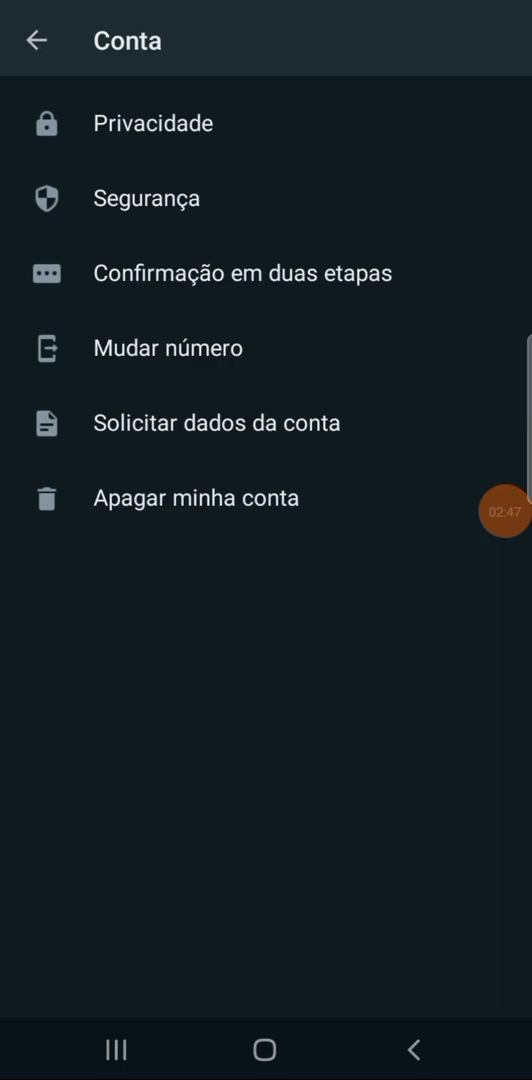 Conta
Privacidade
Segurança
Confirmação em duas etapas
Mudar número
Solicitar dados da conta
Apagar minha conta
02:47